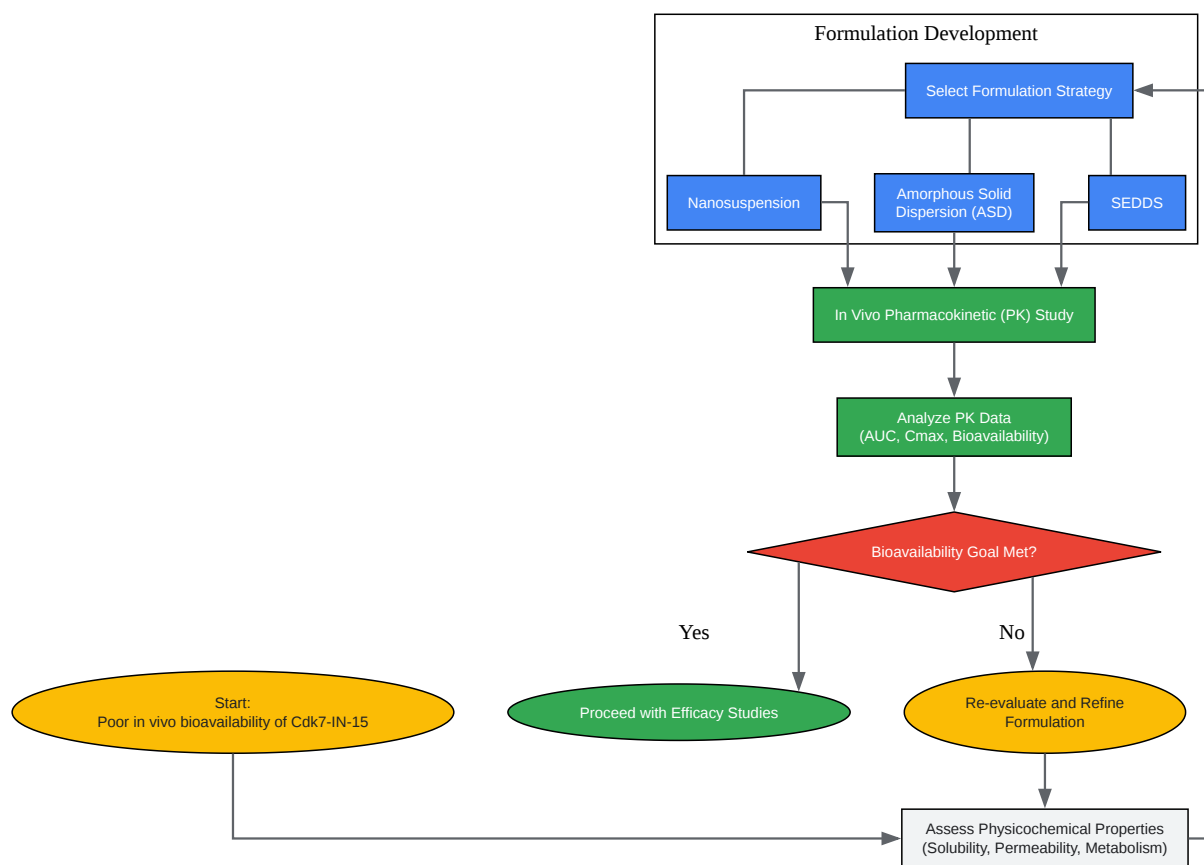 Formulation Development
Select Formulation Strategy
Nanosuspension
Amorphous Solid
Dispersion (ASD)
SEDDS
In Vivo Pharmacokinetic (PK) Study
Analyze PK Data
(AUC, Cmax, Bioavailability)
Bioavailability Goal Met?
Yes
No
Start:
Poor in vivo bioavailability of Cdk7-IN-15
Proceed with Efficacy Studies
Re-evaluate and Refine
Formulation
Assess Physicochemical Properties
(Solubility, Permeability, Metabolism)